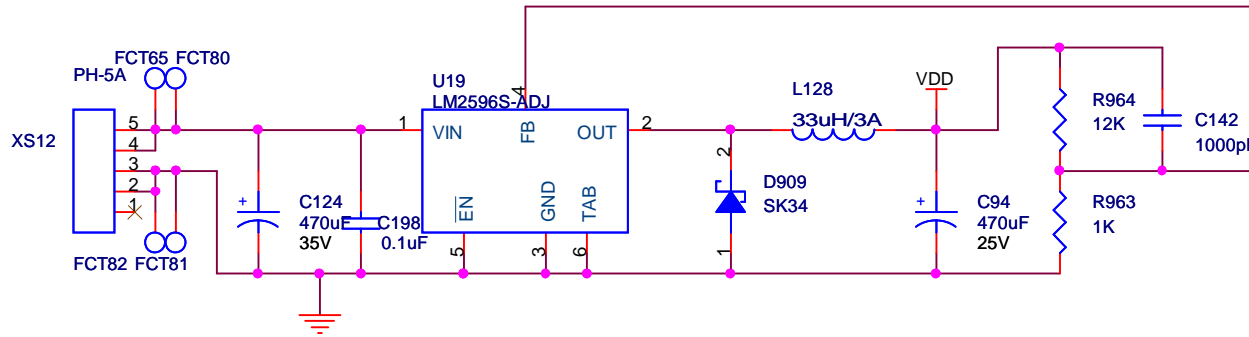 FCT65 FCT80
PH-5A
XS12
5
4
3
2
1
FCT82 FCT81
+
C124
470uF
35V
C198
0.1uF
U19
LM2596S-ADJ
1
VIN
4
FB
OUT
2
EN
GND
TAB
5
3
6
L128
33uH/3A
2
D909
SK34
1
VDD
+
C94
470uF
25V
R964
12K
R963
1K
C142
1000p